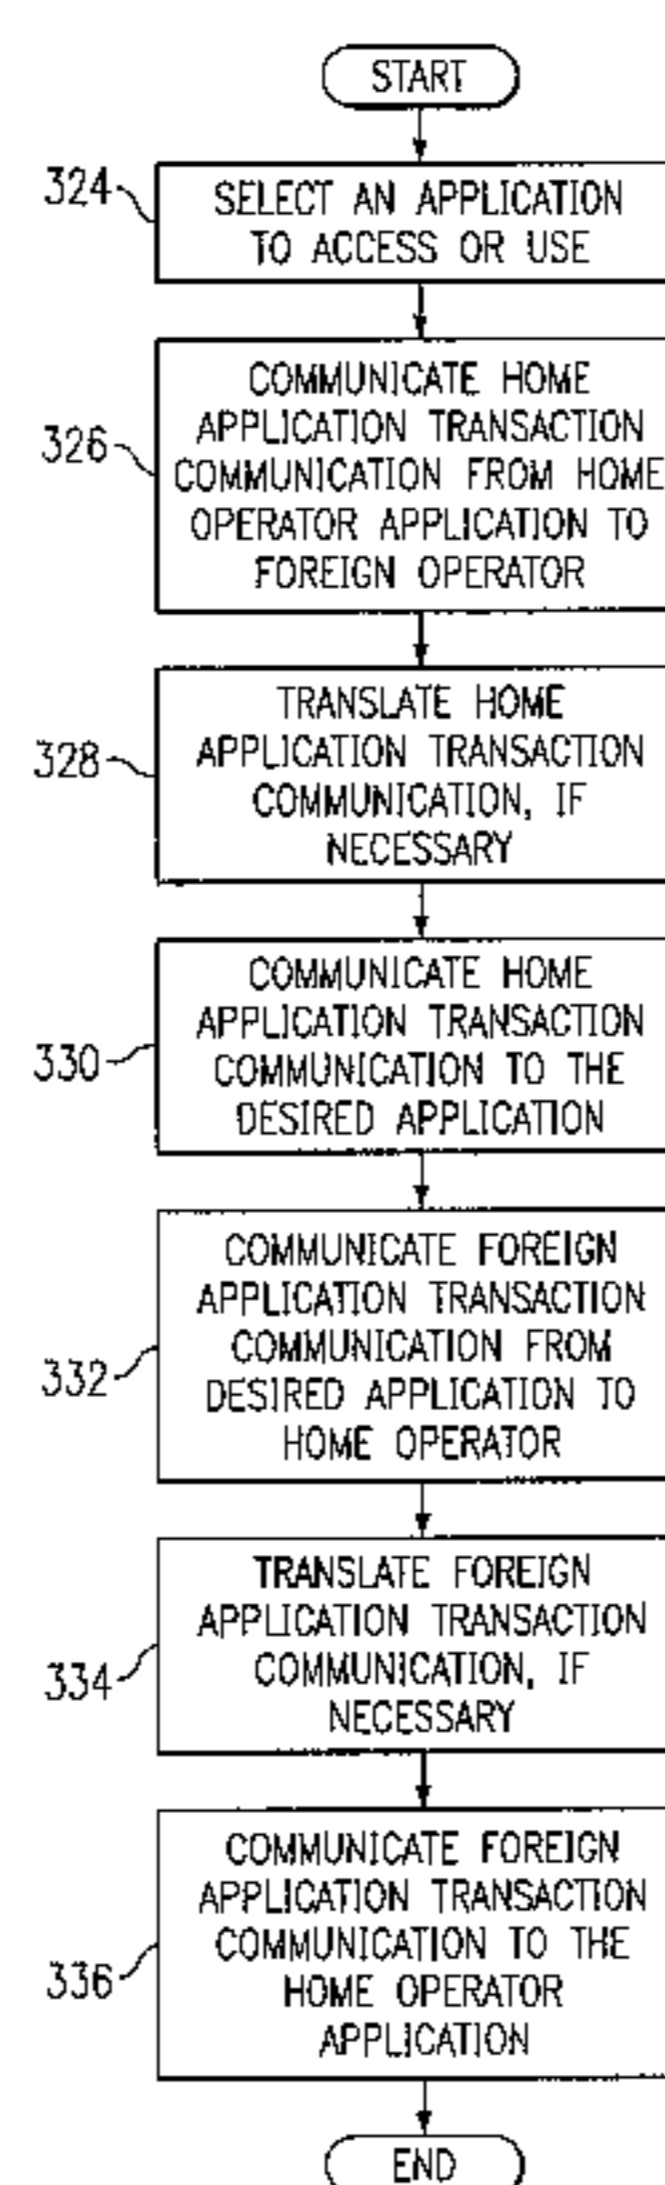 START
324
SELECT AN APPLICATION
TO ACCESS OR USE
326
COMMUNICATE HOME
APPLICATION TRANSACTION
COMMUNICATION FROM HOME
OPERATOR APPLICATION TO
FOREIGN OPERATOR
328
TRANSLATE HOME
APPLICATION TRANSACTION
COMMUNICATION, IF
NECESSARY
330
COMMUNICATE HOME
APPLICATION TRANSACTION
COMMUNICATION TO THE
DESIRED APPLICATION
332
COMMUNICATE FOREIGN
APPLICATION TRANSACTION
COMMUNICATION FROM
DESIRED APPLICATION TO
HOME OPERATOR
334
TRANSLATE FOREIGN
APPLICATION TRANSACTION
COMMUNICATION, IF
NECESSARY
336
COMMUNICATE FOREIGN
APPLICATION TRANSACTION
COMMUNICATION TO THE
HOME OPERATOR
APPLICATION
END